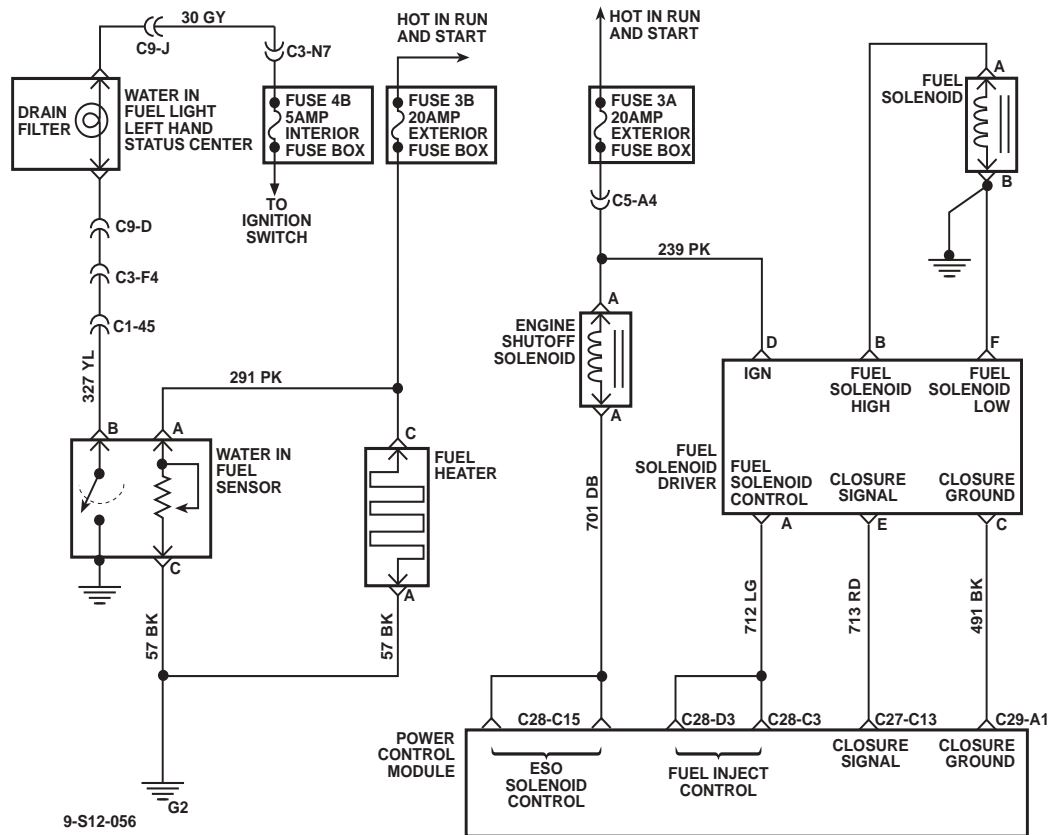 30 GY
C9-J
C3-N7
HOT IN RUN
AND START
HOT IN RUN
AND START
A
FUEL
SOLENOID
B
DRAIN
FILTER
WATER IN
FUEL LIGHT
LEFT HAND
STATUS CENTER
FUSE 4B
5AMP
INTERIOR
FUSE BOX
FUSE 3B
20AMP
EXTERIOR
FUSE BOX
FUSE 3A
20AMP
EXTERIOR
FUSE BOX
TO
IGNITION
SWITCH
C5-A4
C9-D
C3-F4
C1-45
327 YL
239 PK
A
ENGINE
SHUTOFF
SOLENOID
A
291 PK
B
A
WATER IN
FUEL
SENSOR
C
C
FUEL
HEATER
A
57 BK
57 BK
G2
D
B
F
IGN
FUEL
SOLENOID
HIGH
FUEL
SOLENOID
LOW
FUEL
SOLENOID
DRIVER
FUEL
SOLENOID
CONTROL
CLOSURE
SIGNAL
CLOSURE
GROUND
A
E
C
701 DB
712 LG
713 RD
491 BK
C28-C15
C28-D3
C28-C3
C27-C13
C29-A1
POWER
CONTROL
MODULE
ESO
SOLENOID
CONTROL
FUEL INJECT
CONTROL
CLOSURE
SIGNAL
CLOSURE
GROUND
9-S12-056